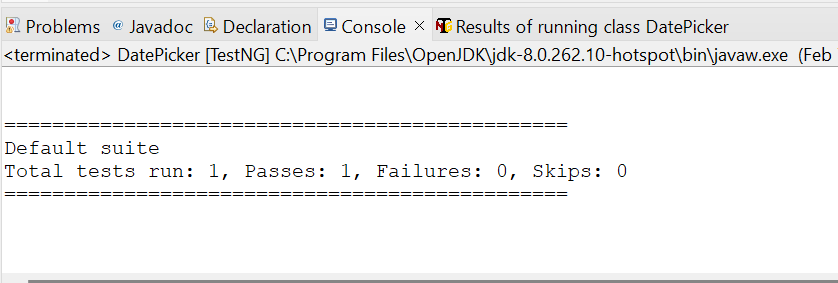 Problems @ Javadoc Declaration Console × Results of running class DatePicker
<terminated> DatePicker [TestNG] C:\Program Files\OpenJDK\jdk-8.0.262.10-hotspot\bin\javaw.exe (Feb
===============================================
Default suite
Total tests run: 1, Passes: 1, Failures: 0, Skips: 0
===============================================